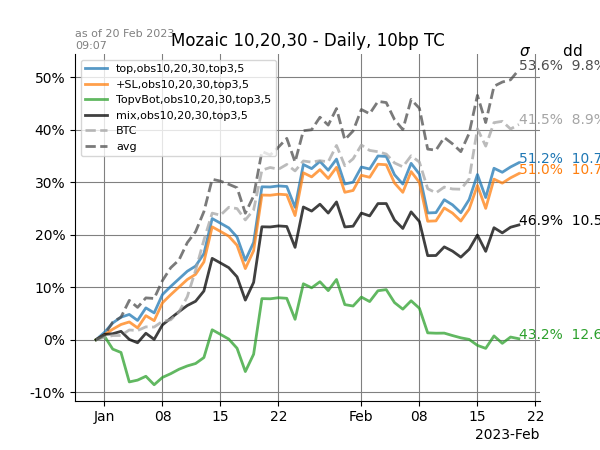 as of 20 Feb 2023
09:07
Mozaic 10,20,30 - Daily, 10bp TC
σ dd
top,obs10,20,30,top3,5
+SL,obs10,20,30,top3,5
TopvBot,obs10,20,30,top3,5
mix,obs10,20,30,top3,5
BTC
avg
53.6% 9.8%
41.5% 8.9%
51.2% 10.7
51.0% 10.7
46.9% 10.5
43.2% 12.6
50%
40%
30%
20%
10%
0%
-10%
Jan 08 15 22 Feb 08 15 22
2023-Feb